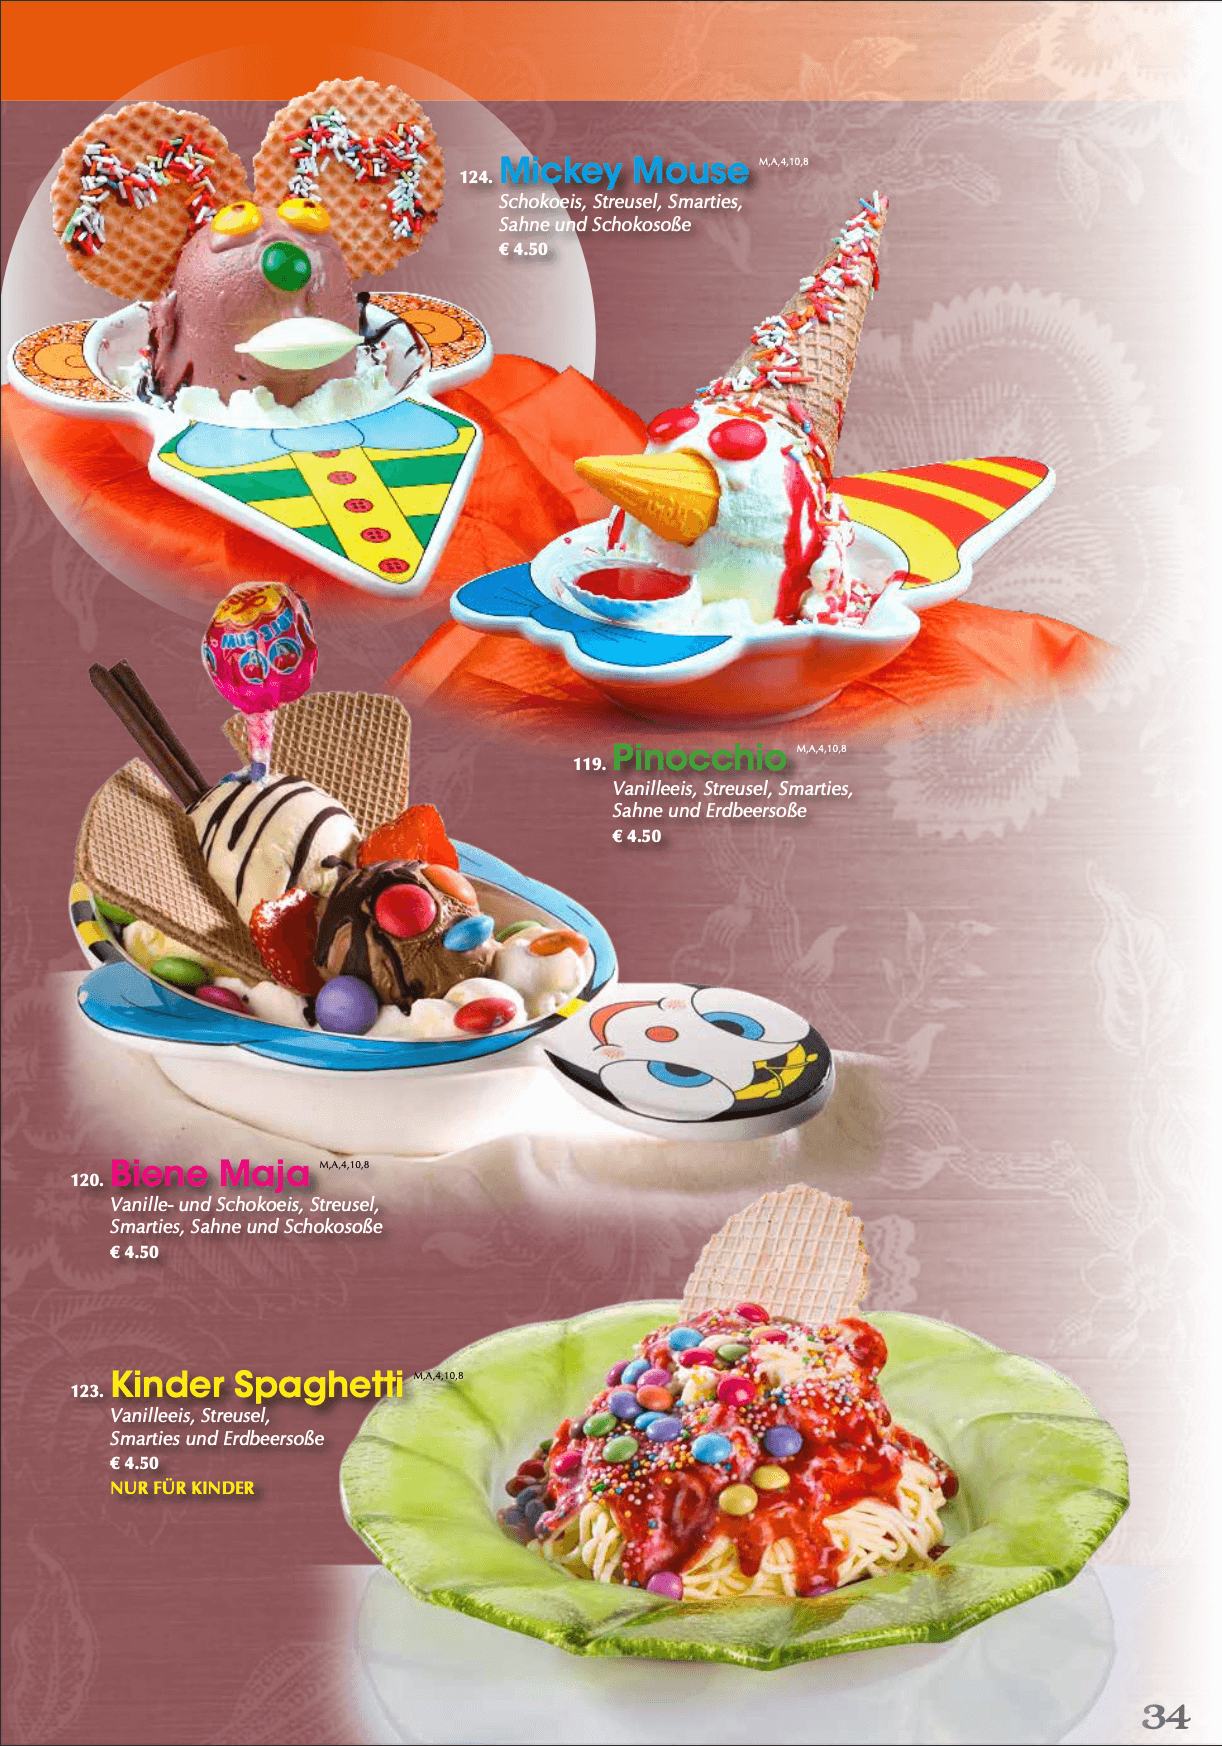 124. Mickey Mouse M,A,4,10,8
Schokoeis, Streusel, Smarties,
Sahne und Schokosoße
€ 4.50
119. Pinocchio M,A,4,10,8
Vanilleeis, Streusel, Smarties,
Sahne und Erdbeersoße
€ 4.50
120. Biene Maja M,A,4,10,8
Vanille- und Schokoeis, Streusel,
Smarties, Sahne und Schokosoße
€ 4.50
123. Kinder Spaghetti M,A,4,10,8
Vanilleeis, Streusel,
Smarties und Erdbeersoße
€ 4.50
NUR FÜR KINDER
34